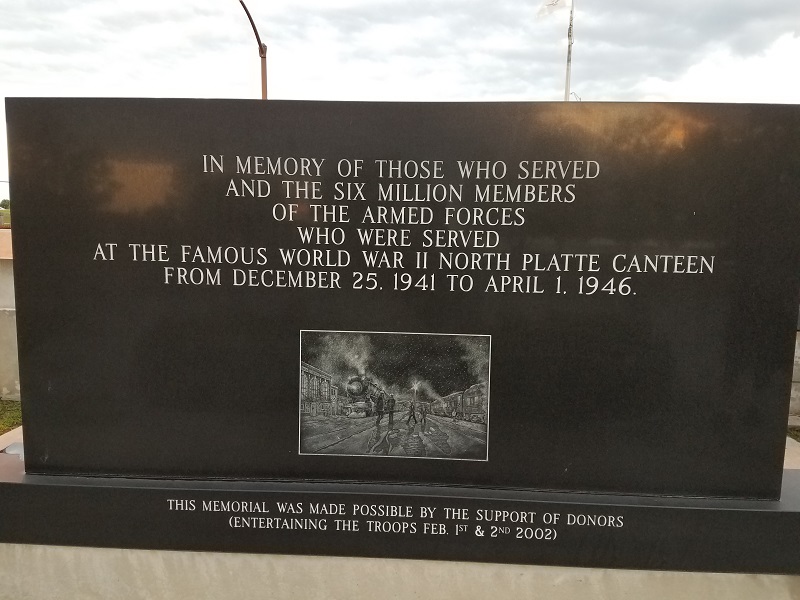 IN MEMORY OF THOSE WHO SERVED
AND THE SIX MILLION MEMBERS
OF THE ARMED FORCES
WHO WERE SERVED
AT THE FAMOUS WORLD WAR II NORTH PLATTE CANTEEN
FROM DECEMBER 25, 1941 TO APRIL 1, 1946.
THIS MEMORIAL WAS MADE POSSIBLE BY THE SUPPORT OF DONORS
(ENTERTAINING THE TROOPS FEB. 1ST & 2ND 2002)